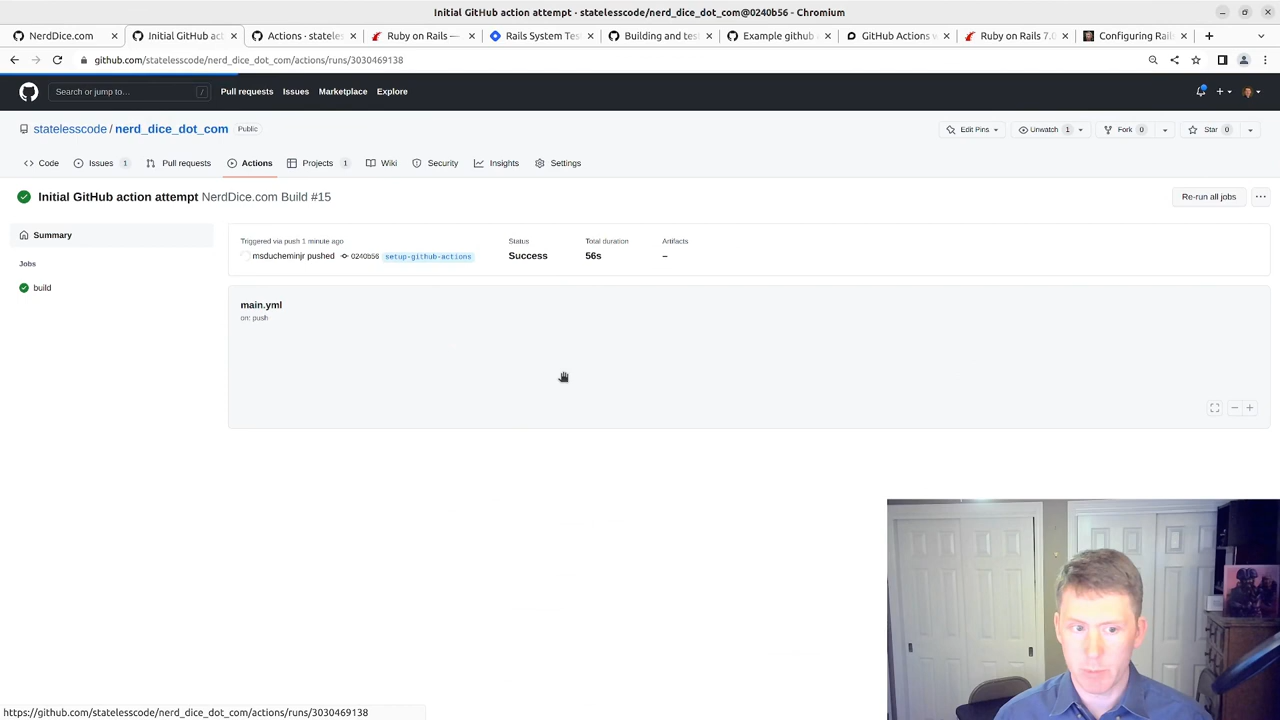 Initial GitHub action attempt - statelesscode/nerd_dice_dot_com@0240b56 - Chromium
NerdDice.com
Initial GitHub act
Actions · stateles
Ruby on Rails —
Rails System Tes
Building and tes
Example github
GitHub Actions v
Ruby on Rails 7.0
Configuring Rails
github.com/statelesscode/nerd_dice_dot_com/actions/runs/3030469138
Search or jump to... /
Pull requests
Issues
Marketplace
Explore
statelesscode / nerd_dice_dot_com Public
Edit Pins
Unwatch 1
Fork 0
Star 0
Code
Issues 1
Pull requests
Actions
Projects 1
Wiki
Security
Insights
Settings
Initial GitHub action attempt NerdDice.com Build #15
Re-run all jobs
Summary
Jobs
build
Triggered via push 1 minute ago
msducheminjr pushed 0240b56 setup-github-actions
Status
Success
Total duration
56s
Artifacts
–
main.yml
on: push
https://github.com/statelesscode/nerd_dice_dot_com/actions/runs/3030469138